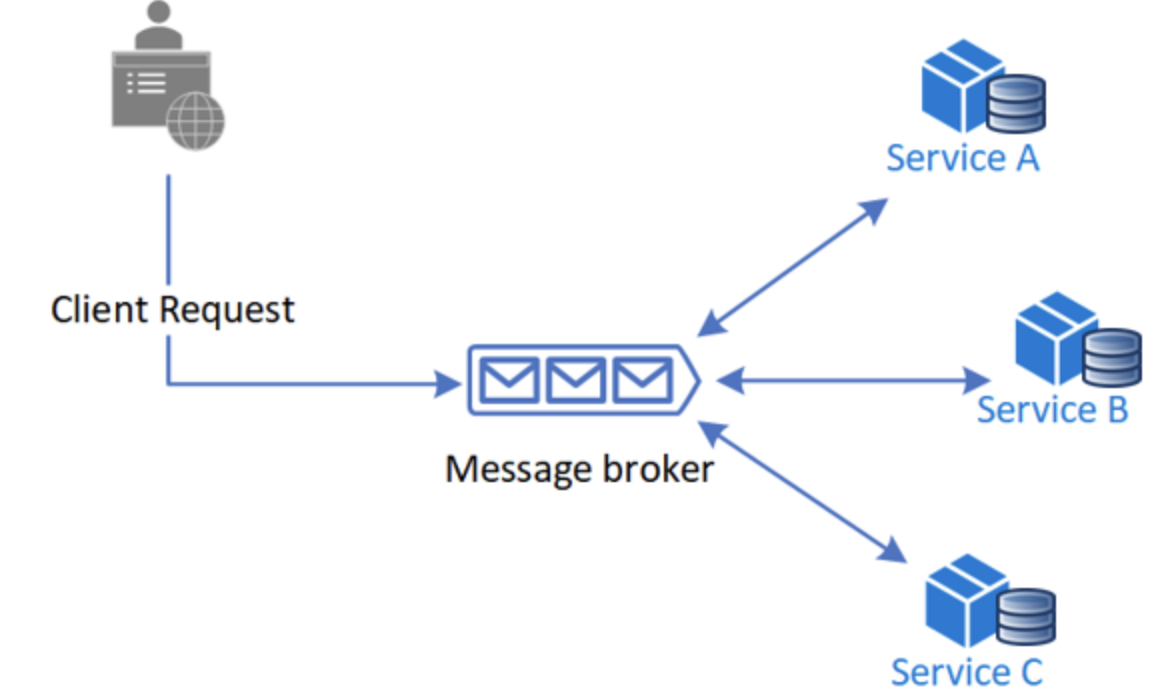 Service A
Client Request
Service B
Message broker
Service C